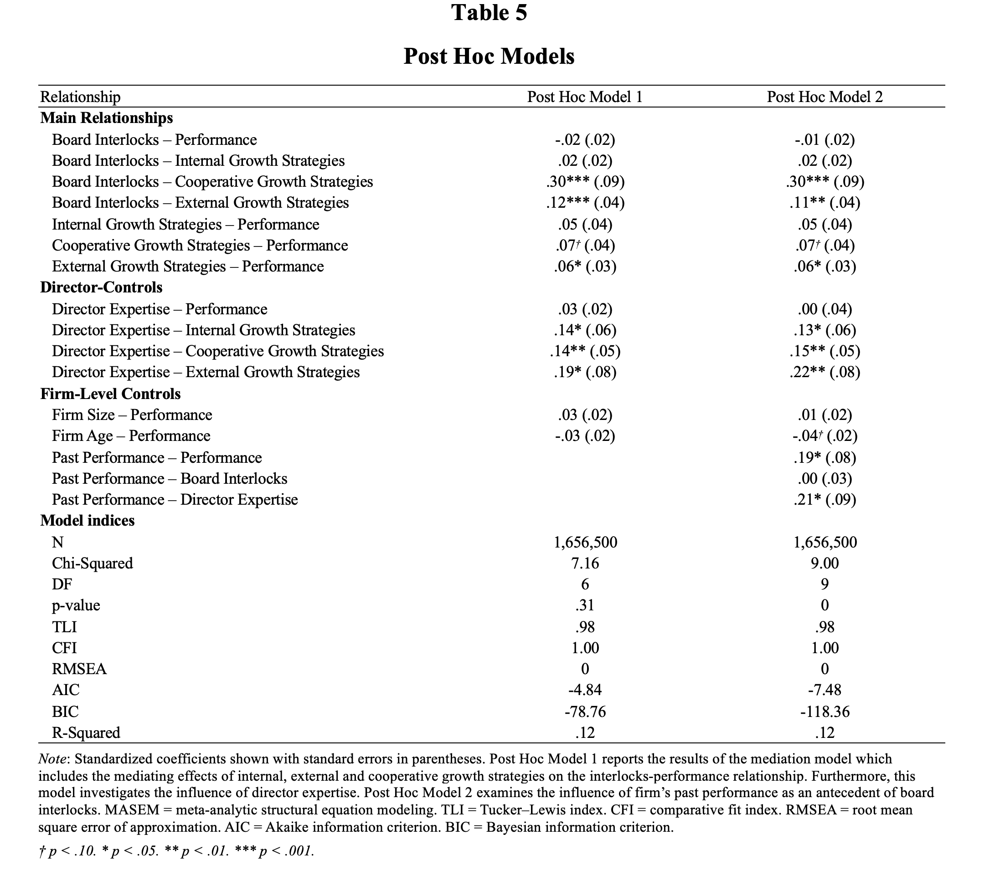 Table 5
Post Hoc Models
Relationship Post Hoc Model 1 Post Hoc Model 2
Main Relationships
Board Interlocks – Performance -.02 (.02) -.01 (.02)
Board Interlocks – Internal Growth Strategies .02 (.02) .02 (.02)
Board Interlocks – Cooperative Growth Strategies .30*** (.09) .30*** (.09)
Board Interlocks – External Growth Strategies .12*** (.04) .11** (.04)
Internal Growth Strategies – Performance .05 (.04) .05 (.04)
Cooperative Growth Strategies – Performance .07† (.04) .07† (.04)
External Growth Strategies – Performance .06* (.03) .06* (.03)
Director-Controls
Director Expertise – Performance .03 (.02) .00 (.04)
Director Expertise – Internal Growth Strategies .14* (.06) .13* (.06)
Director Expertise – Cooperative Growth Strategies .14** (.05) .15** (.05)
Director Expertise – External Growth Strategies .19* (.08) .22** (.08)
Firm-Level Controls
Firm Size – Performance .03 (.02) .01 (.02)
Firm Age – Performance -.03 (.02) -.04† (.02)
Past Performance – Performance .19* (.08)
Past Performance – Board Interlocks .00 (.03)
Past Performance – Director Expertise .21* (.09)
Model indices
N 1,656,500 1,656,500
Chi-Squared 7.16 9.00
DF 6 9
p-value .31 0
TLI .98 .98
CFI 1.00 1.00
RMSEA 0 0
AIC -4.84 -7.48
BIC -78.76 -118.36
R-Squared .12 .12
Note: Standardized coefficients shown with standard errors in parentheses. Post Hoc Model 1 reports the results of the mediation model which
includes the mediating effects of internal, external and cooperative growth strategies on the interlocks-performance relationship. Furthermore, this
model investigates the influence of director expertise. Post Hoc Model 2 examines the influence of firm’s past performance as an antecedent of board
interlocks. MASEM = meta-analytic structural equation modeling. TLI = Tucker–Lewis index. CFI = comparative fit index. RMSEA = root mean
square error of approximation. AIC = Akaike information criterion. BIC = Bayesian information criterion.
† p < .10. * p < .05. ** p < .01. *** p < .001.